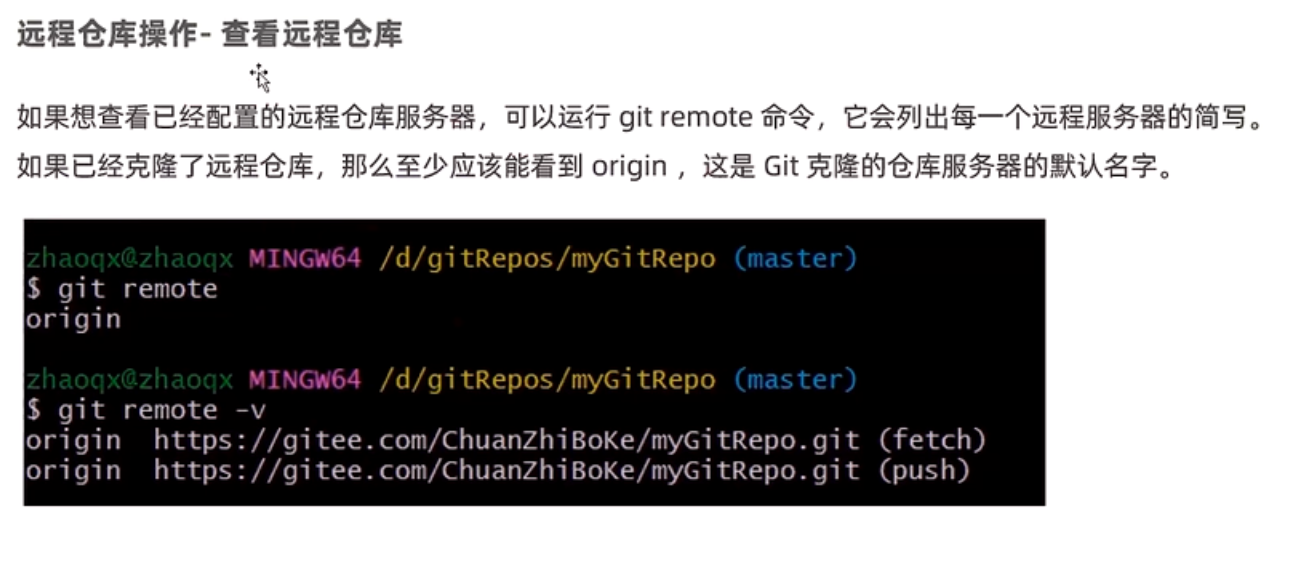 远程仓库操作- 查看远程仓库
如果想查看已经配置的远程仓库服务器，可以运行 git remote 命令，它会列出每一个远程服务器的简写。
如果已经克隆了远程仓库，那么至少应该能看到 origin ，这是 Git 克隆的仓库服务器的默认名字。
zhaoqx@zhaoqx MINGW64 /d/gitRepos/myGitRepo (master)
$ git remote
origin
zhaoqx@zhaoqx MINGW64 /d/gitRepos/myGitRepo (master)
$ git remote -v
origin  https://gitee.com/ChuanZhiBoKe/myGitRepo.git (fetch)
origin  https://gitee.com/ChuanZhiBoKe/myGitRepo.git (push)